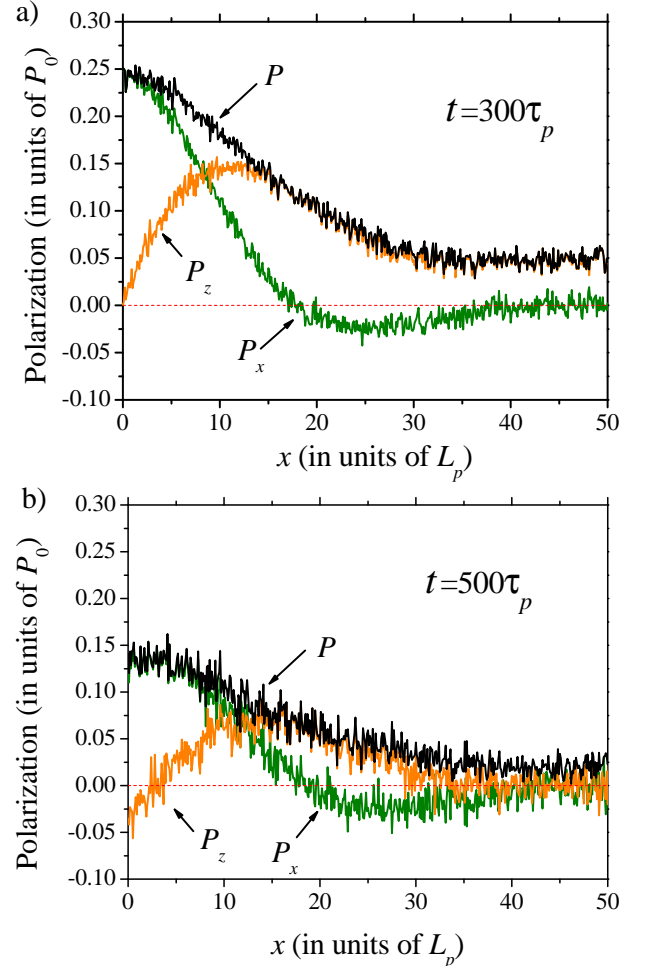 a)
0.30
0.25
0.20
0.15
0.10
0.05
0.00
-0.05
-0.10
Polarization (in units of P₀)
P
t=300τₚ
P_z
Pₓ
0 10 20 30 40 50
x (in units of Lₚ)
b)
0.30
0.25
0.20
0.15
0.10
0.05
0.00
-0.05
-0.10
Polarization (in units of P₀)
t=500τₚ
P
P_z
Pₓ
0 10 20 30 40 50
x (in units of Lₚ)